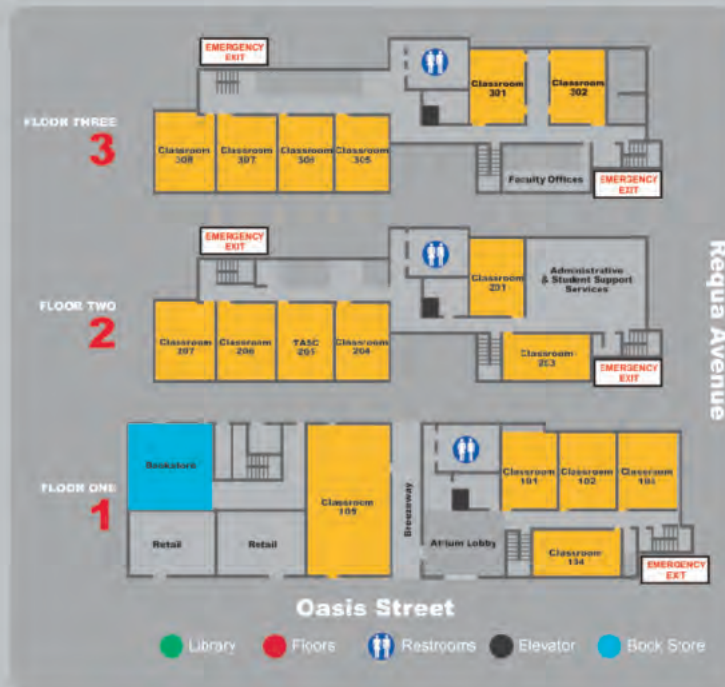 EMERGENCY
EXIT
Classroom
301
Classroom
302
FLOOR THREE
3
Classroom
308
Classroom
307
Classroom
306
Classroom
305
Faculty Offices
EMERGENCY
EXIT
EMERGENCY
EXIT
Classroom
201
Administrative
& Student Support
Services
FLOOR TWO
2
Classroom
207
Classroom
206
TASC
205
Classroom
204
Classroom
203
EMERGENCY
EXIT
Requa Avenue
Bookstore
FLOOR ONE
1
Classroom
Breezeway
Classroom
101
Classroom
102
Classroom
Retail
Retail
Atrium Lobby
Classroom
104
EMERGENCY
EXIT
Oasis Street
Library
Floors
Restrooms
Elevator
Book Store